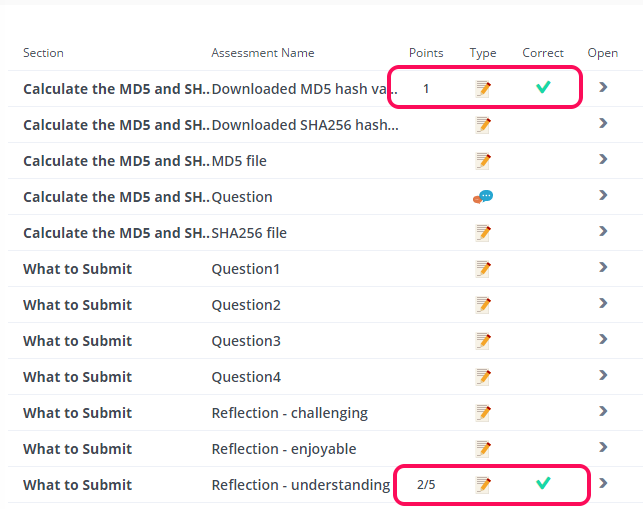 Section Assessment Name Points Type Correct Open
Calculate the MD5 and SH.. Downloaded MD5 hash va... 1
Calculate the MD5 and SH.. Downloaded SHA256 hash...
Calculate the MD5 and SH.. MD5 file
Calculate the MD5 and SH.. Question
Calculate the MD5 and SH.. SHA256 file
What to Submit Question1
What to Submit Question2
What to Submit Question3
What to Submit Question4
What to Submit Reflection - challenging
What to Submit Reflection - enjoyable
What to Submit Reflection - understanding 2/5